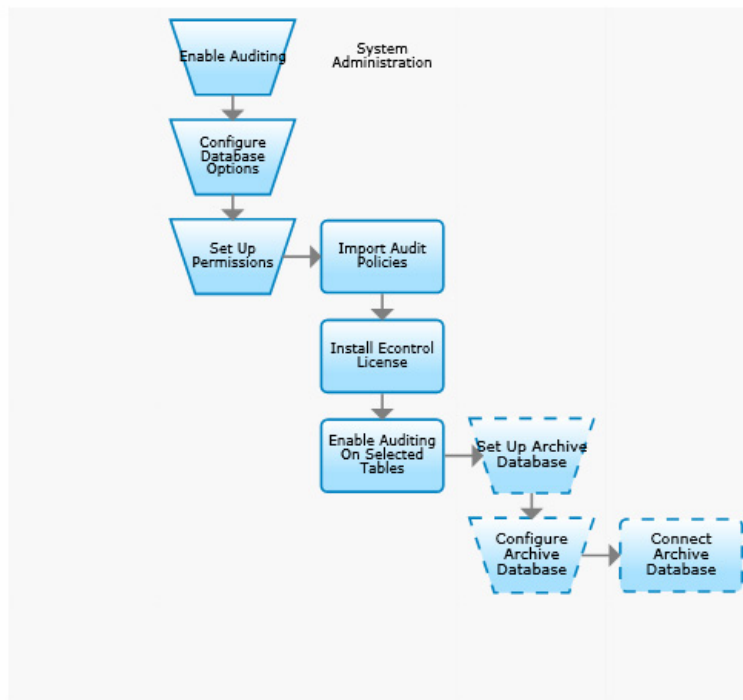 Enable Auditing
System
Administration
Configure
Database
Options
Set Up
Permissions
Import Audit
Policies
Install Econtrol
License
Enable Auditing
On Selected
Tables
Set Up Archive
Database
Configure
Archive
Database
Connect
Archive
Database